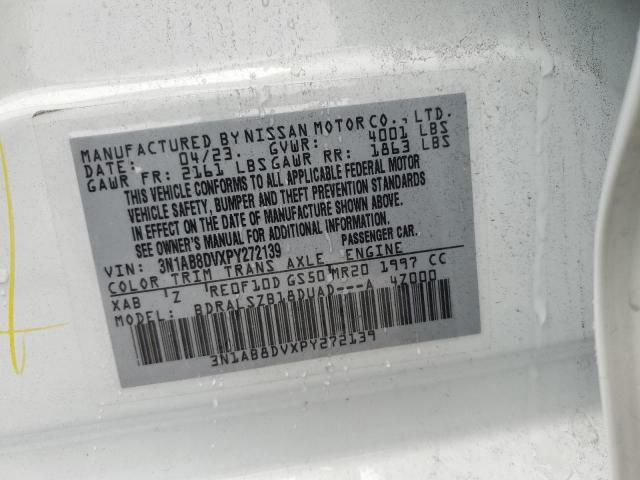 MANUFACTURED BY NISSAN MOTOR CO., LTD.
DATE: 04/23. GVWR: 4001 LBS
GAWR FR: 2161 LBS GAWR RR: 1863 LBS
THIS VEHICLE CONFORMS TO ALL APPLICABLE FEDERAL MOTOR
VEHICLE SAFETY, BUMPER AND THEFT PREVENTION STANDARDS
IN EFFECT ON THE DATE OF MANUFACTURE SHOWN ABOVE.
SEE OWNER'S MANUAL FOR ADDITIONAL INFORMATION.
VIN: 3N1AB8DVXPY272139 PASSENGER CAR.
COLOR TRIM TRANS AXLE ENGINE
XAB Z RE0F10D GS50 MR20 1997 CC
MODEL: BDRALSZB18DUAD---A 4Z000
3N1AB8DVXPY272139